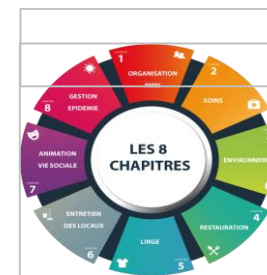 LES 8
CHAPITRES
1
ORGANISATION
2
SOINS
ENVIRONNEM
4
RESTAURATION
5
LINGE
6
ENTRETIEN
DES LOCAUX
7
ANIMATION
VIE SOCIALE
8
GESTION
EPIDEMIE